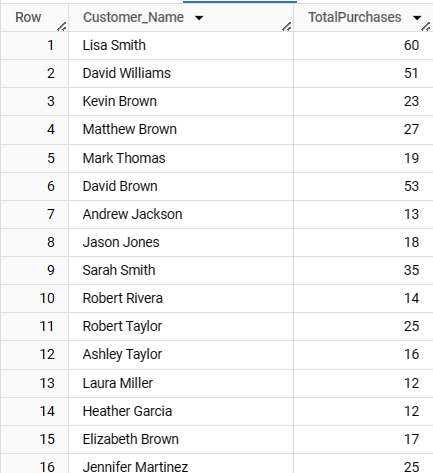 Row Customer_Name TotalPurchases
1 Lisa Smith 60
2 David Williams 51
3 Kevin Brown 23
4 Matthew Brown 27
5 Mark Thomas 19
6 David Brown 53
7 Andrew Jackson 13
8 Jason Jones 18
9 Sarah Smith 35
10 Robert Rivera 14
11 Robert Taylor 25
12 Ashley Taylor 16
13 Laura Miller 12
14 Heather Garcia 12
15 Elizabeth Brown 17
16 Jennifer Martinez 25